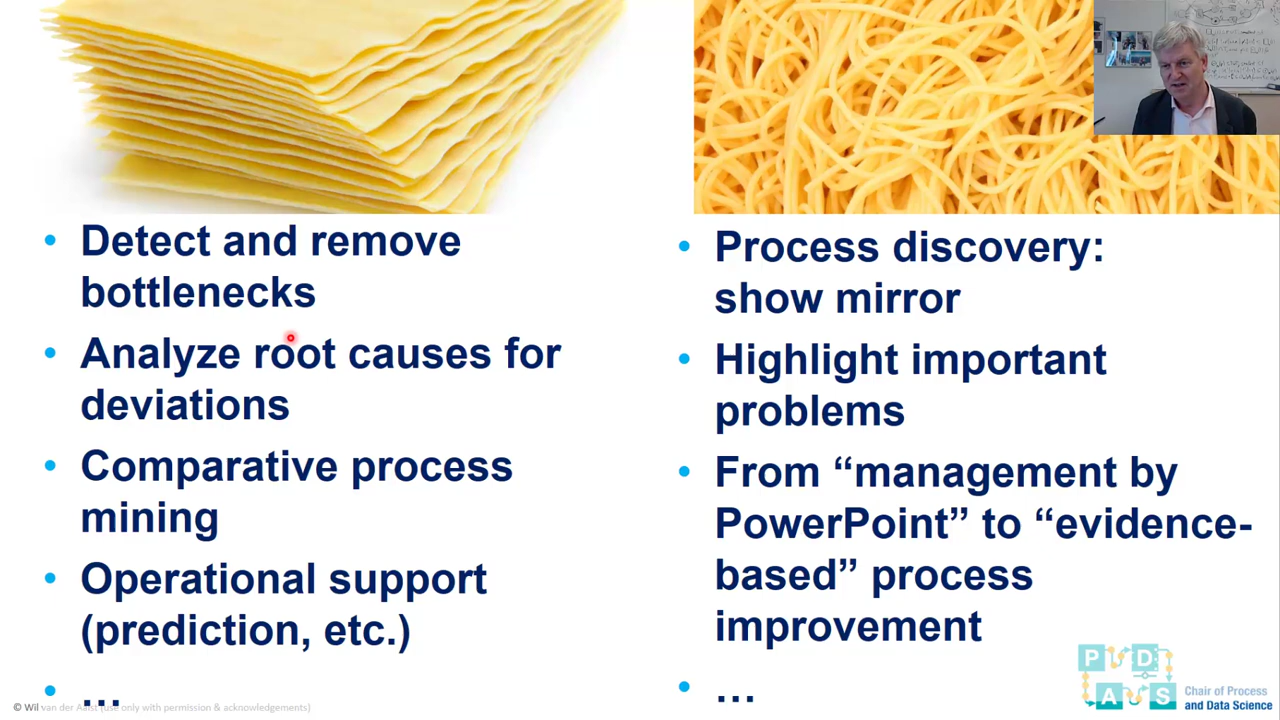 • Detect and remove
bottlenecks
• Analyze root causes for
deviations
• Comparative process
mining
• Operational support
(prediction, etc.)
• ...
• Process discovery:
show mirror
• Highlight important
problems
• From “management by
PowerPoint” to “evidence-
based” process
improvement
• ...
© Wil van der Aalst (use only with permission & acknowledgements)
P D
A S
Chair of Process
and Data Science